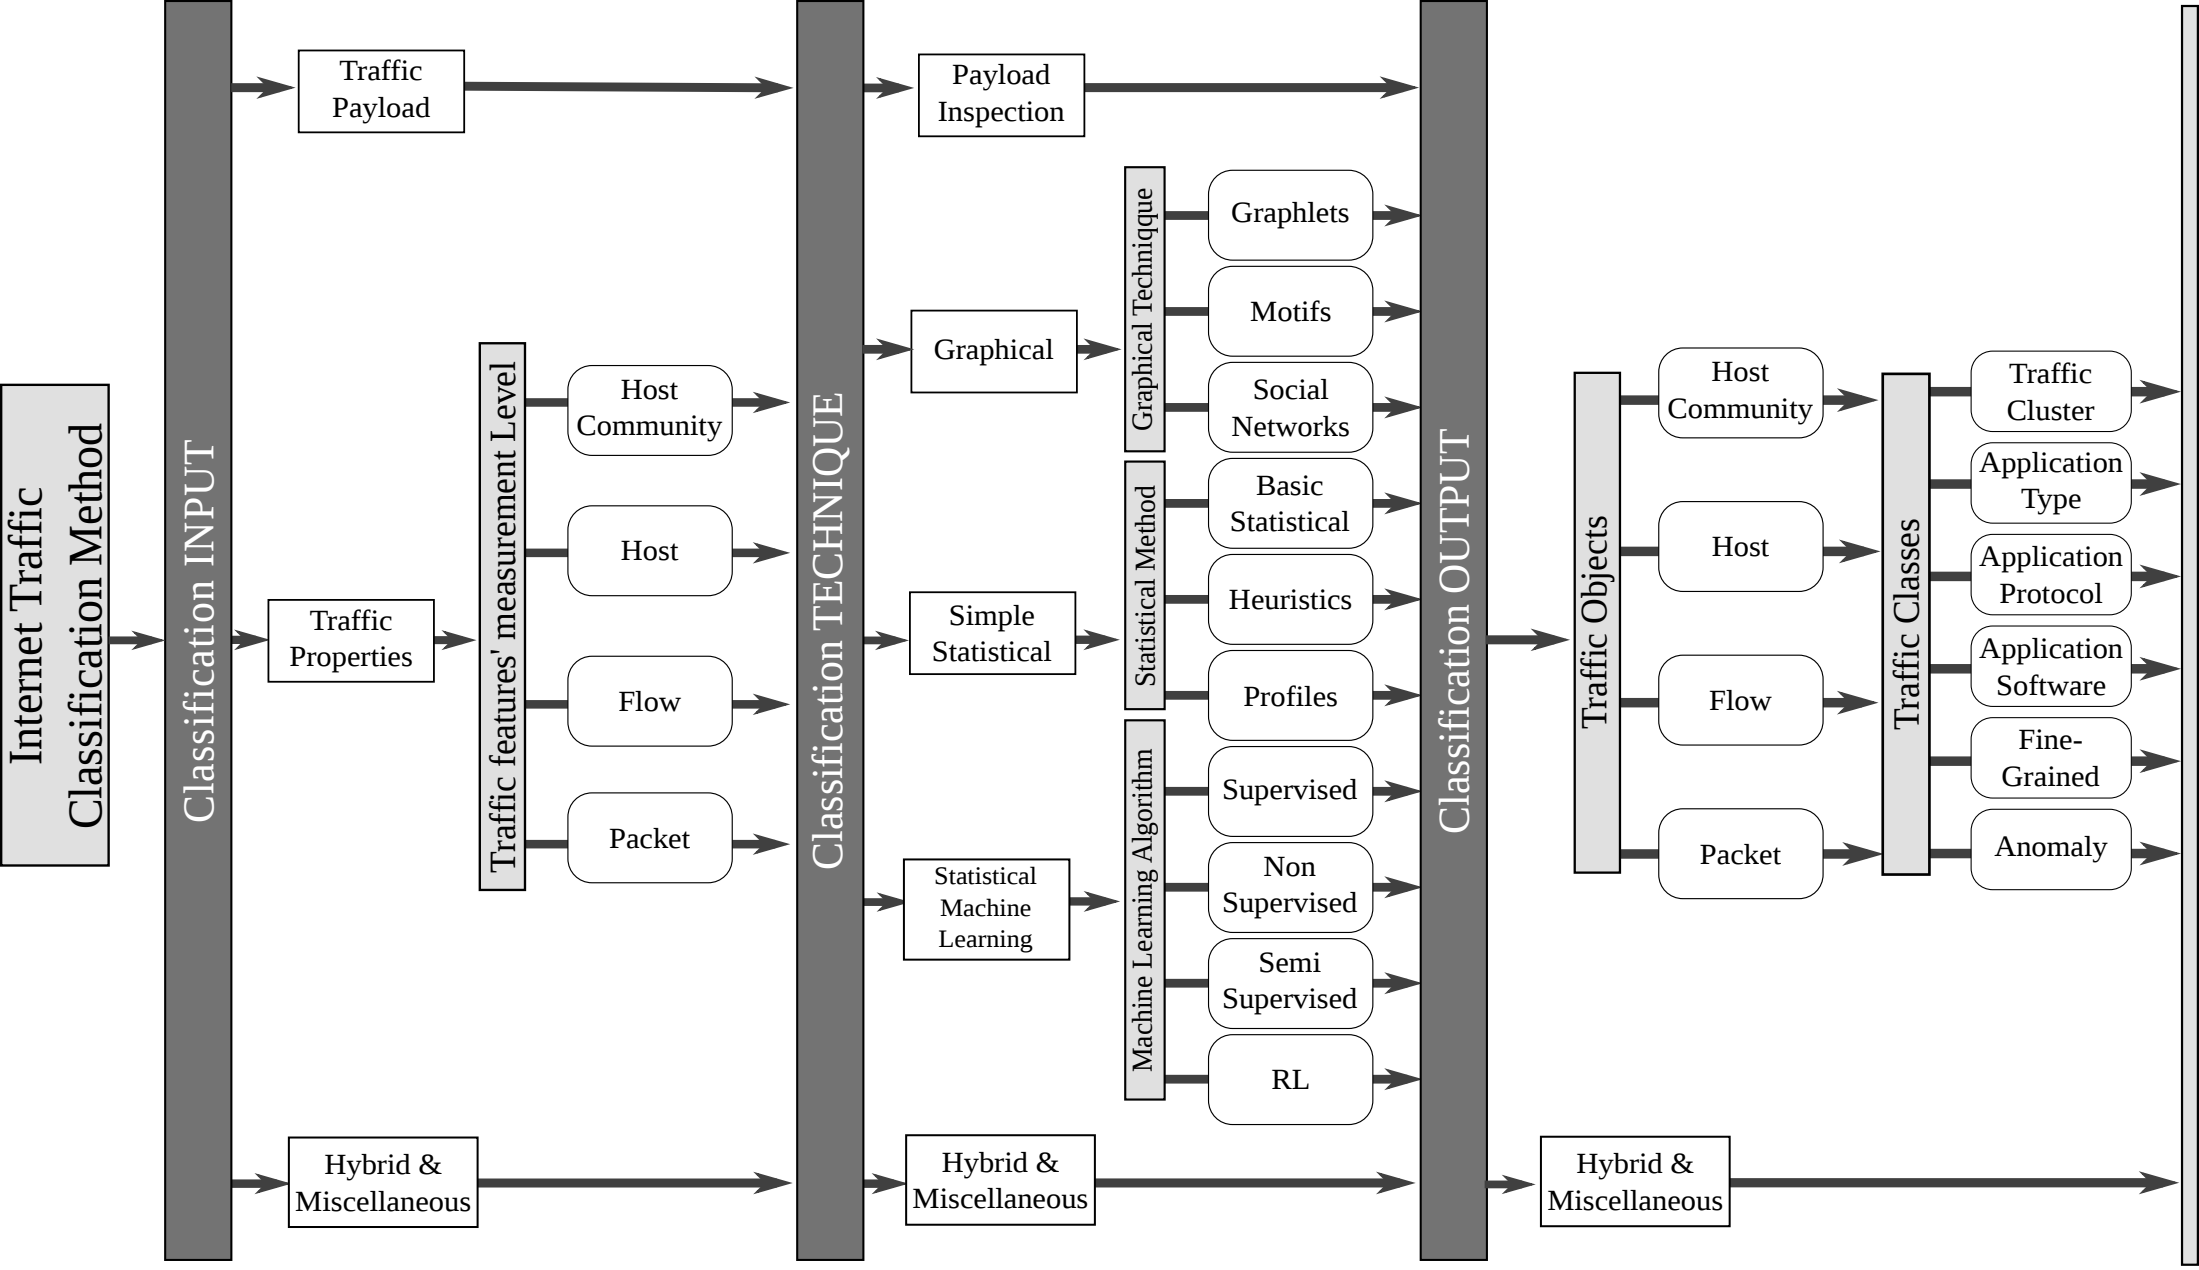 Internet Traffic
Classification Method
Classification INPUT
Traffic
Payload
Traffic
Properties
Hybrid &
Miscellaneous
Traffic features' measurement Level
Host
Community
Host
Flow
Packet
Classification TECHNIQUE
Payload
Inspection
Graphical
Simple
Statistical
Statistical
Machine
Learning
Hybrid &
Miscellaneous
Graphical Techniqque
Graphlets
Motifs
Social
Networks
Statistical Method
Basic
Statistical
Heuristics
Profiles
Machine Learning Algorithm
Supervised
Non
Supervised
Semi
Supervised
RL
Classification OUTPUT
Traffic Objects
Host
Community
Host
Flow
Packet
Traffic Classes
Traffic
Cluster
Application
Type
Application
Protocol
Application
Software
Fine-
Grained
Anomaly
Hybrid &
Miscellaneous